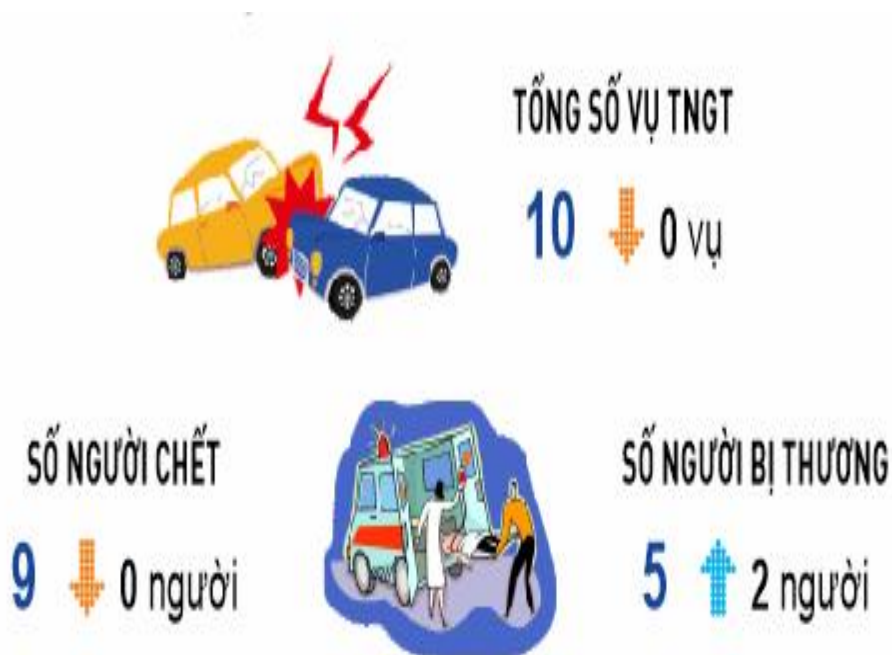 TỔNG SỐ VỤ TNGT
10 0 vụ
SỐ NGƯỜI CHẾT
9 0 người
SỐ NGƯỜI BỊ THƯƠNG
5 2 người